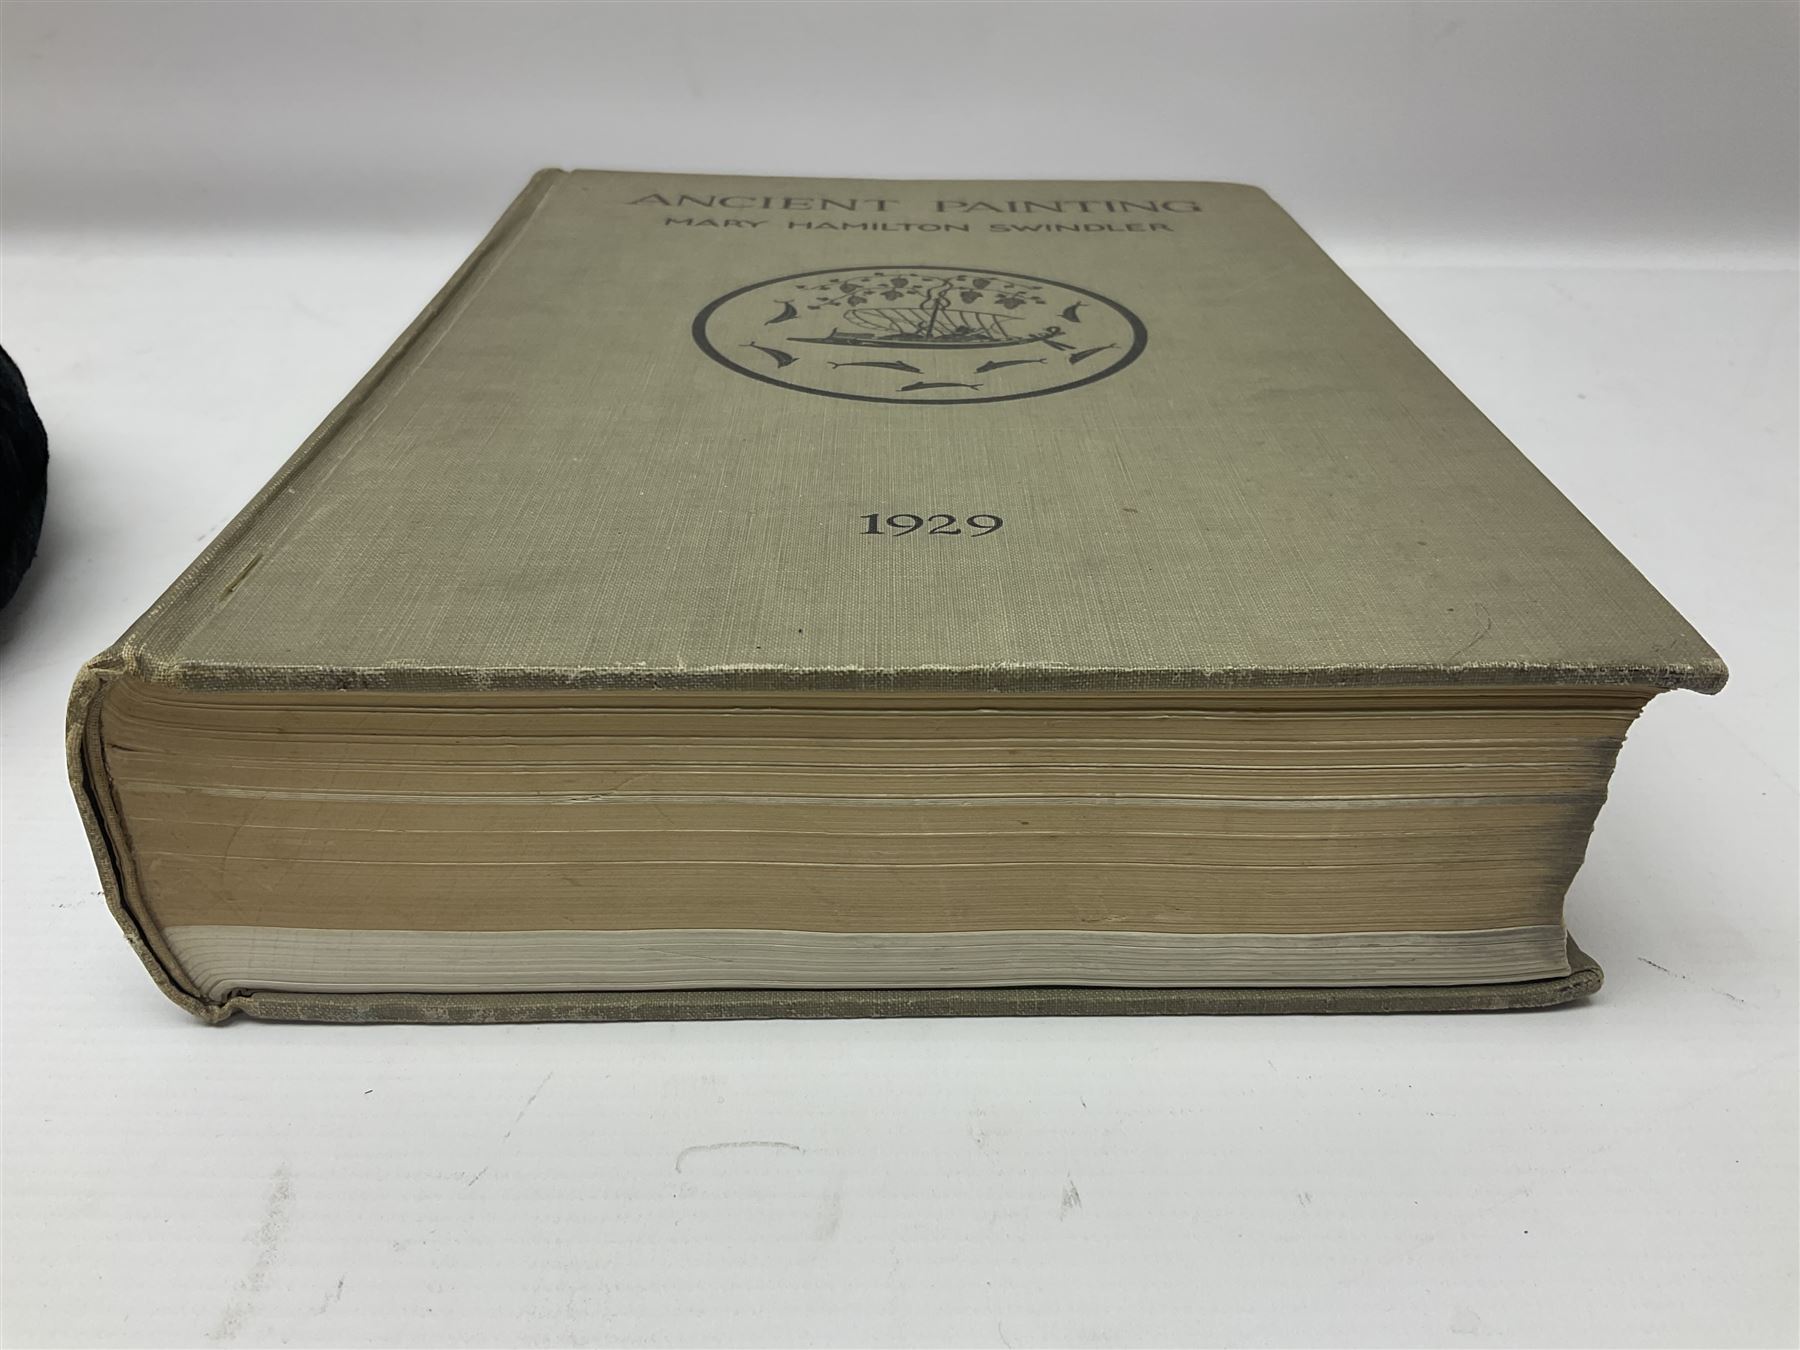 ANCIENT PAINTING
MARY HAMILTON SWINDLER
1929